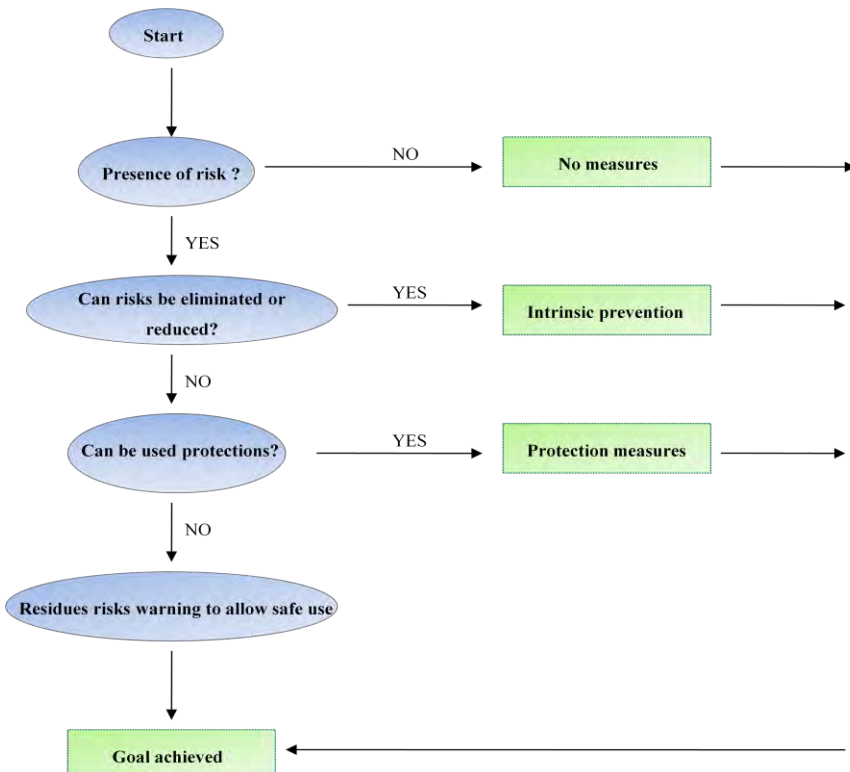 Start
Presence of risk ?
NO
No measures
YES
Can risks be eliminated or
reduced?
YES
Intrinsic prevention
NO
Can be used protections?
YES
Protection measures
NO
Residues risks warning to allow safe use
Goal achieved